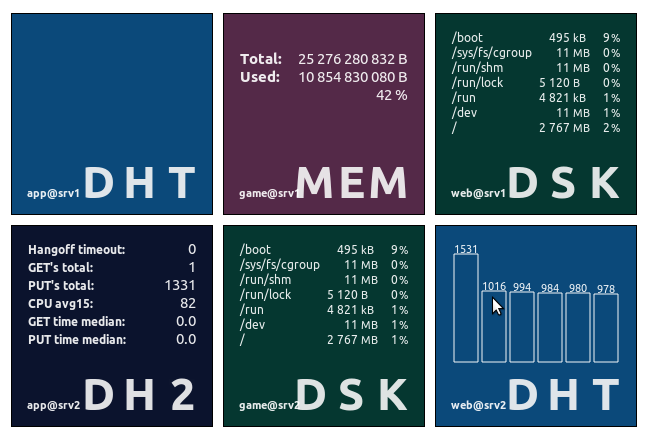 app@srv1 DHT
Total: 25 276 280 832 B
Used: 10 854 830 080 B
42 %
game@srv1 MEM
/boot 495 kB 9%
/sys/fs/cgroup 11 MB 0%
/run/shm 11 MB 0%
/run/lock 5 120 B 0%
/run 4 821 kB 1%
/dev 11 MB 1%
/ 2 767 MB 2%
web@srv1 DSK
Hangoff timeout: 0
GET's total: 1
PUT's total: 1331
CPU avg15: 82
GET time median: 0.0
PUT time median: 0.0
app@srv2 DH2
/boot 495 kB 9%
/sys/fs/cgroup 11 MB 0%
/run/shm 11 MB 0%
/run/lock 5 120 B 0%
/run 4 821 kB 1%
/dev 11 MB 1%
/ 2 767 MB 1%
game@srv2 DSK
1531
1016 994 984 980 978
web@srv2 DHT